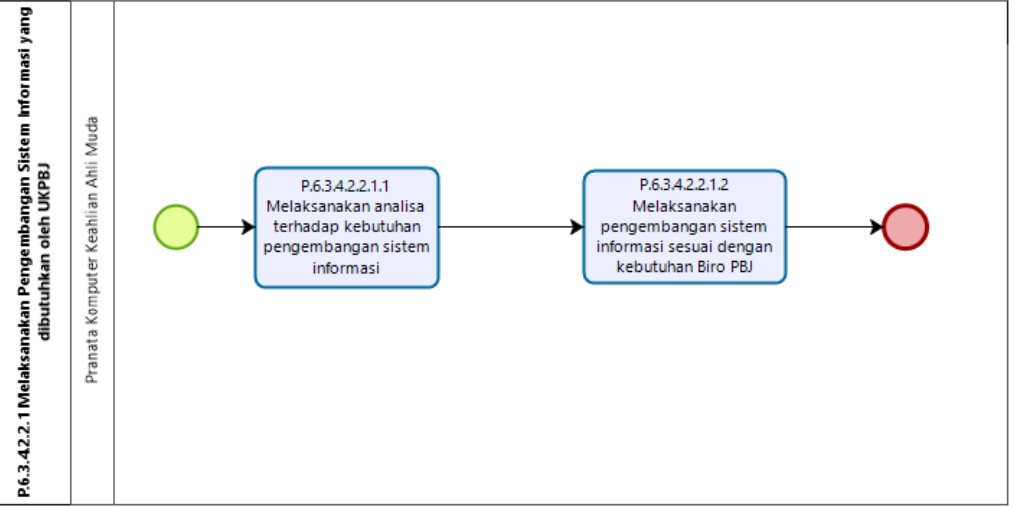 P.6.3.4.2.2.1 Melaksanakan Pengembangan Sistem Informasi yang
dibutuhkan oleh UKPBJ
Pranata Komputer Keahlian Ahli Muda
P.6.3.4.2.2.1.1
Melaksanakan analisa
terhadap kebutuhan
pengembangan sistem
informasi
P.6.3.4.2.2.1.2
Melaksanakan
pengembangan sistem
informasi sesuai dengan
kebutuhan Biro PBJ